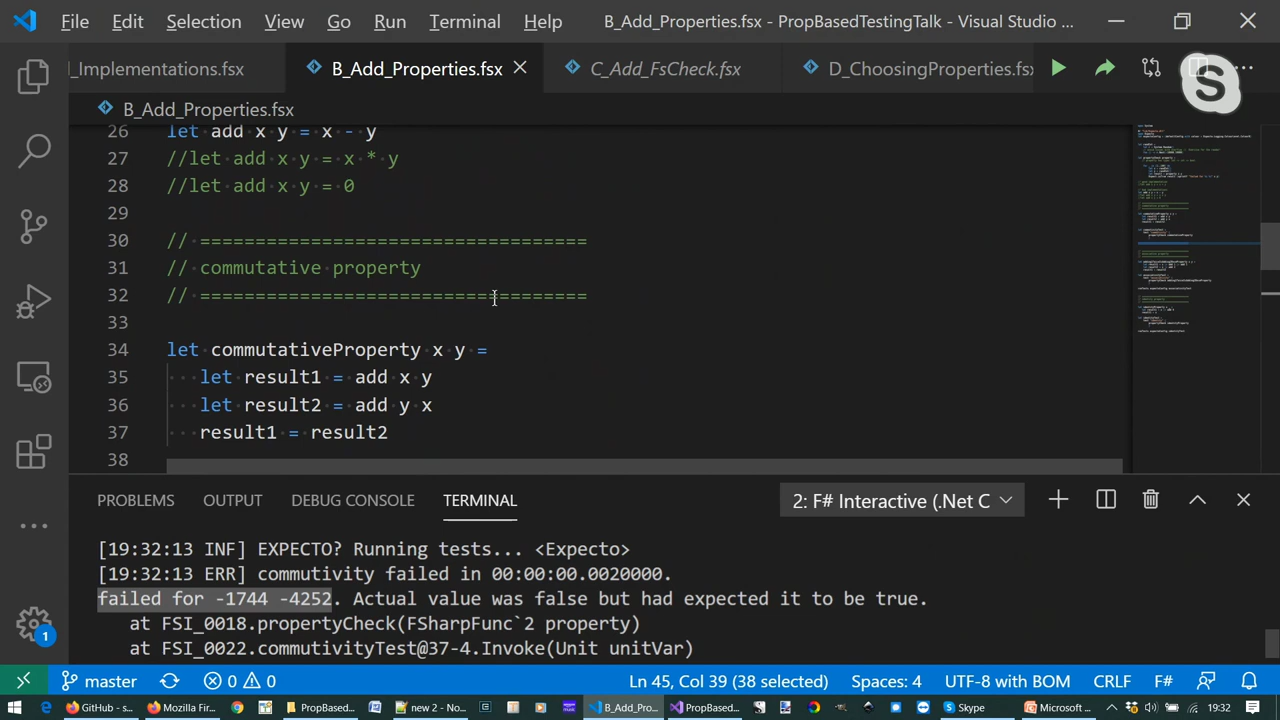 File Edit Selection View Go Run Terminal Help B_Add_Properties.fsx - PropBasedTestingTalk - Visual Studio ...
_Implementations.fsx B_Add_Properties.fsx C_Add_FsCheck.fsx D_ChoosingProperties.fsx
B_Add_Properties.fsx
26 let add x y = x - y
27 //let add x y = x * y
28 //let add x y = 0
29
30 // ===================================
31 // commutative property
32 // ===================================
33
34 let commutativeProperty x y =
35 let result1 = add x y
36 let result2 = add y x
37 result1 = result2
38
PROBLEMS OUTPUT DEBUG CONSOLE TERMINAL 2: F# Interactive (.Net C
[19:32:13 INF] EXPECTO? Running tests... <Expecto>
[19:32:13 ERR] commutivity failed in 00:00:00.0020000.
failed for -1744 -4252. Actual value was false but had expected it to be true.
at FSI_0018.propertyCheck(FSharpFunc`2 property)
at FSI_0022.commutivityTest@37-4.Invoke(Unit unitVar)
1
master 0 0 Ln 45, Col 39 (38 selected) Spaces: 4 UTF-8 with BOM CRLF F#
GitHub - s... Mozilla Fir... PropBased... new 2 - No... B_Add_Pro... PropBased... Skype Microsoft ... 19:32